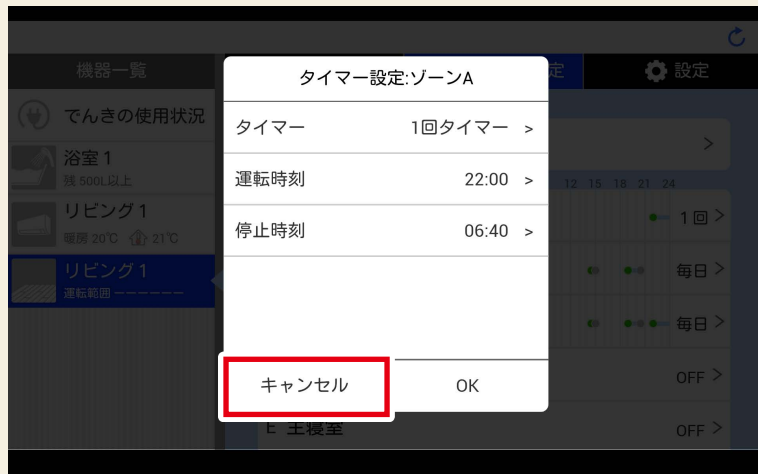 機器一覧
定
設定
でんきの使用状況
浴室1
残500L以上
リビング1
暖房 20℃ 21℃
リビング1
運転範囲 ーーーーーー
タイマー設定:ゾーンA
タイマー 1回タイマー >
運転時刻 22:00 >
停止時刻 06:40 >
キャンセル OK
>
12 15 18 21 24
1回 >
毎日 >
毎日 >
OFF >
E 主寝室 OFF >